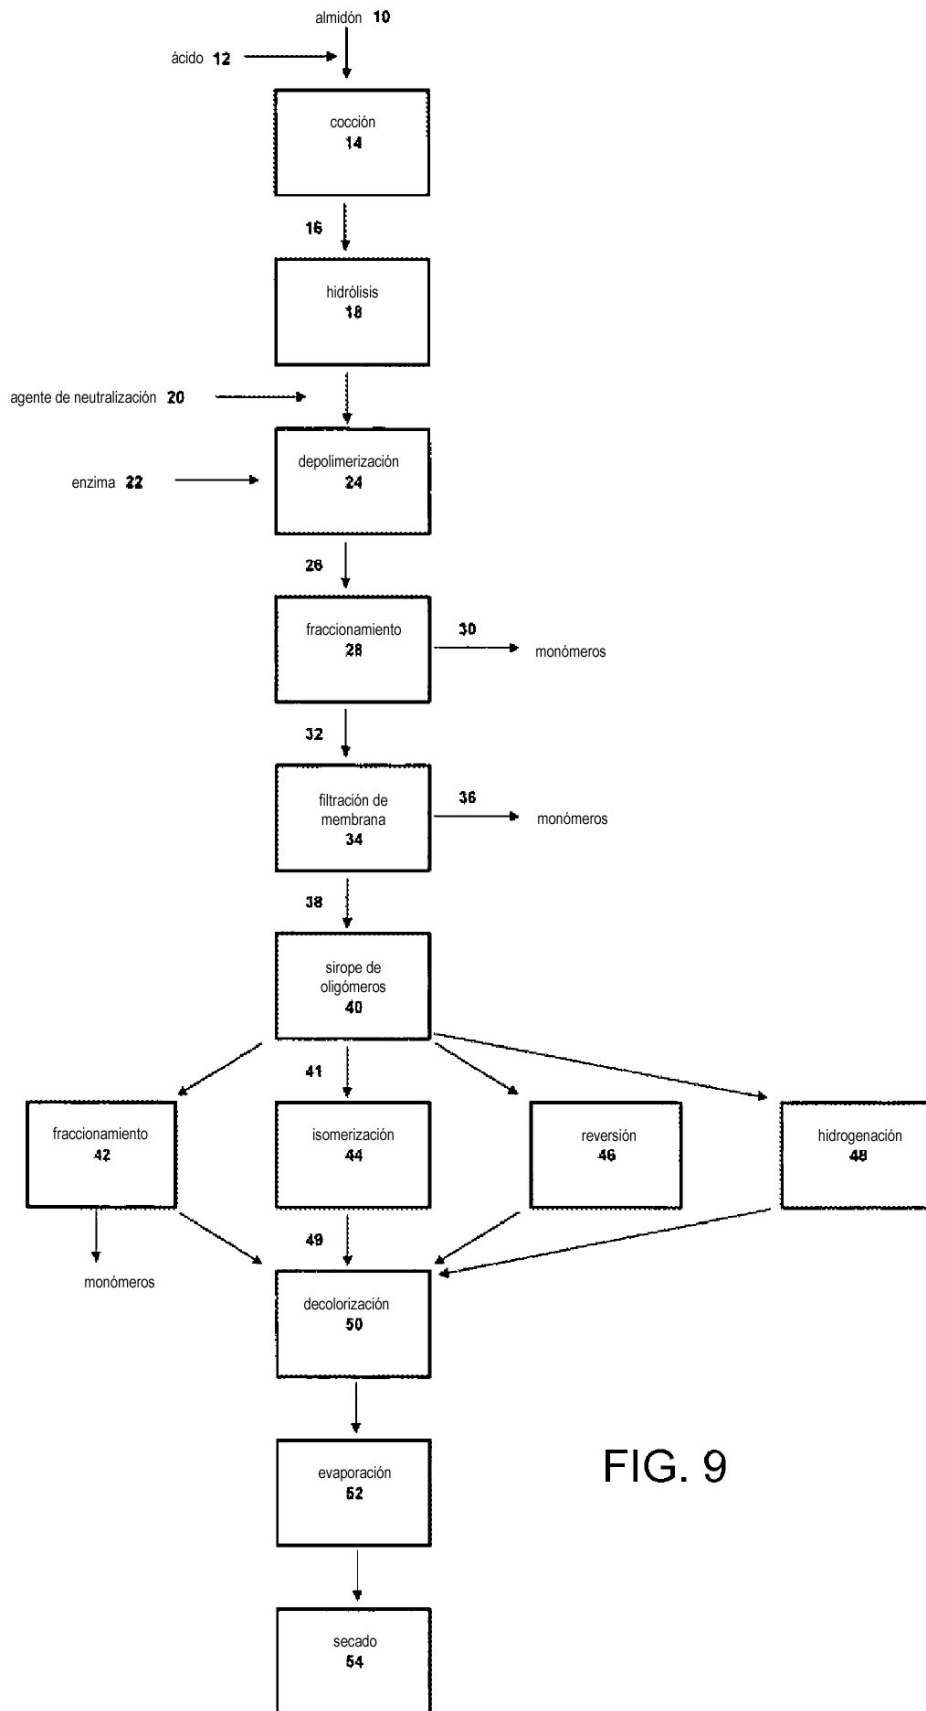 almidón 10
ácido 12
cocción
14
16
hidrólisis
18
agente de neutralización 20
depolimerización
24
enzima 22
26
fraccionamiento
28
30
monómeros
32
filtración de
membrana
34
36
monómeros
38
sirope de
oligómeros
40
41
fraccionamiento
42
isomerización
44
reversión
46
hidrogenación
48
49
monómeros
decolorización
50
evaporación
52
FIG. 9
secado
54